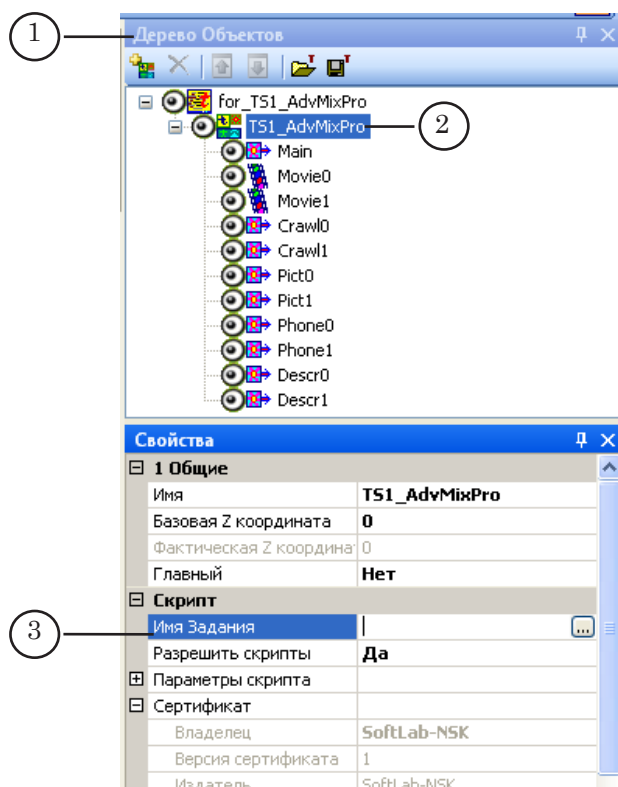 1
Дерево Объектов
for_TS1_AdvMixPro
TS1_AdvMixPro
2
Main
Movie0
Movie1
Crawl0
Crawl1
Pict0
Pict1
Phone0
Phone1
Descr0
Descr1
Свойства
1 Общие
Имя TS1_AdvMixPro
Базовая Z координата 0
Фактическая Z координа 0
Главный Нет
Скрипт
3
Имя Задания ...
Разрешить скрипты Да
Параметры скрипта
Сертификат
Владелец SoftLab-NSK
Версия сертификата 1
Издатель SoftLab-NSK